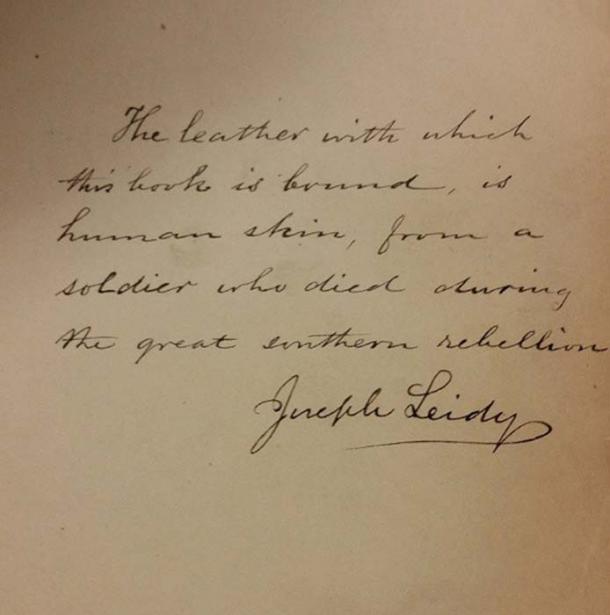 The leather with which
this book is bound, is
human skin, from a
soldier who died during
the great southern rebellion
Joseph Leidy